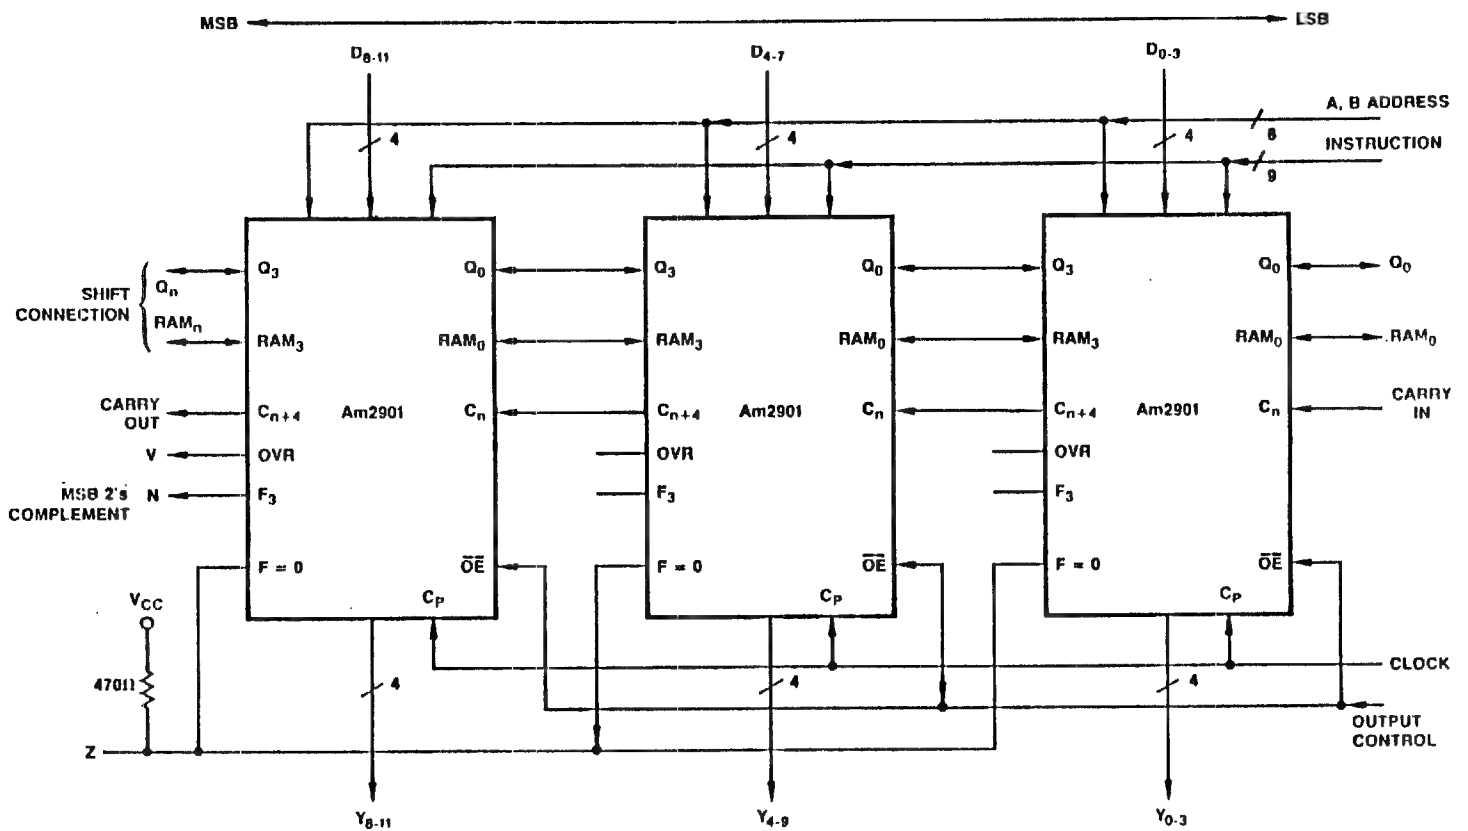 MSB LSB
D8-11 D4-7 D0-3
A, B ADDRESS
4 4 4 8
INSTRUCTION
9
Q3 Q0 Q3 Q0 Q3 Q0 Q0
SHIFT CONNECTION
Qn
RAMn
RAM3 RAM0 RAM3 RAM0 RAM3 RAM0 RAM0
CARRY OUT
Cn+4 Am2901 Cn Cn+4 Am2901 Cn Cn+4 Am2901 Cn
CARRY IN
V OVR OVR OVR
MSB 2's COMPLEMENT
N F3 F3 F3
F = 0 OE F = 0 OE F = 0 OE
CP CP CP
VCC
CLOCK
470Ω 4 4 4
OUTPUT CONTROL
Z
Y8-11 Y4-9 Y0-3